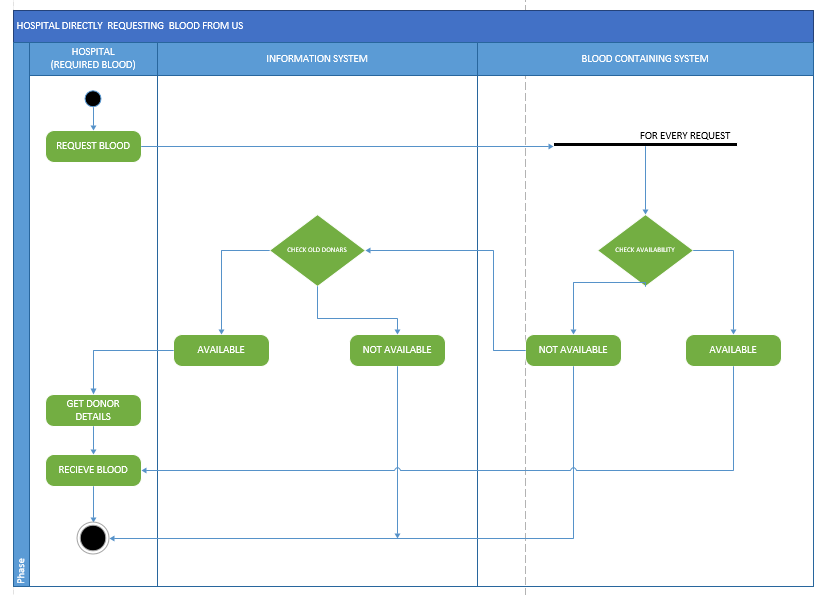 HOSPITAL DIRECTLY  REQUESTING  BLOOD FROM US
HOSPITAL
(REQUIRED BLOOD)
INFORMATION SYSTEM
BLOOD CONTAINING SYSTEM
FOR EVERY REQUEST
REQUEST BLOOD
CHECK OLD DONARS
CHECK AVAILABILITY
AVAILABLE
NOT AVAILABLE
NOT AVAILABLE
AVAILABLE
GET DONOR
DETAILS
RECIEVE BLOOD
Phase